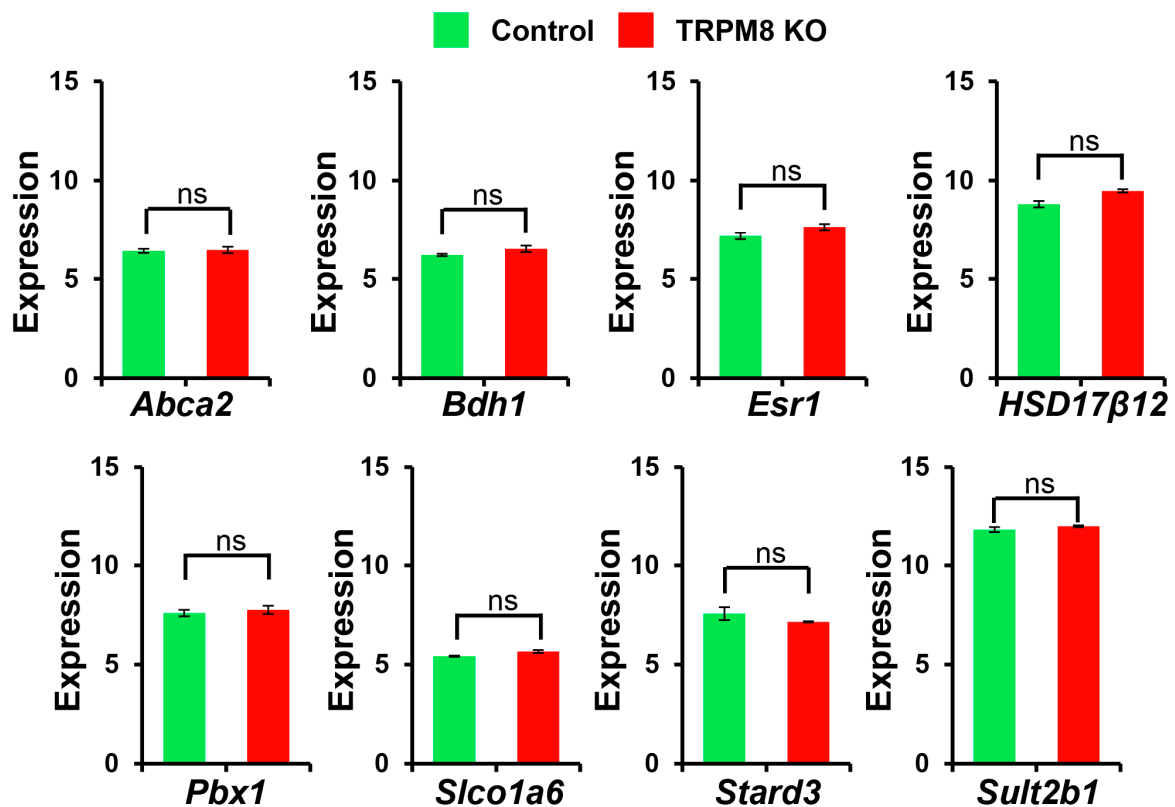 Control TRPM8 KO
Expression
15
10
5
0
ns
Abca2
Expression
15
10
5
0
ns
Bdh1
Expression
15
10
5
0
ns
Esr1
Expression
15
10
5
0
ns
HSD17β12
Expression
15
10
5
0
ns
Pbx1
Expression
15
10
5
0
ns
Slco1a6
Expression
15
10
5
0
ns
Stard3
Expression
15
10
5
0
ns
Sult2b1